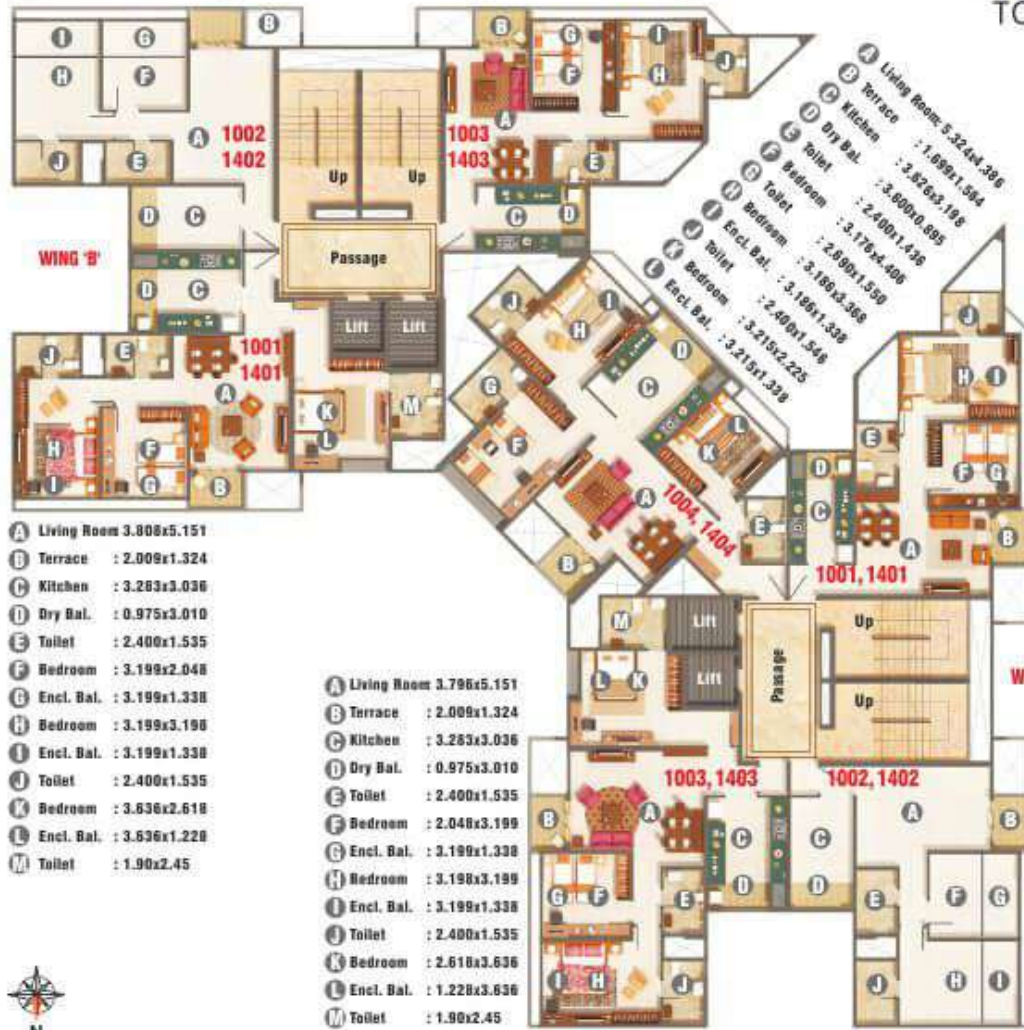 TO
I G B B G I
H F F H J
A 1002 1003 A
1402 1403
J E Up Up E
D C C D
WING 'B' Passage
D C
Lift Lift
J E 1001
1401
A K M
H F L
I G B
A Living Room: 5.324x4.386
B Terrace : 1.699x1.564
C Kitchen : 3.626x3.198
D Dry Bal. : 3.600x0.895
E Toilet : 2.400x1.436
F Bedroom : 3.176x4.406
G Toilet : 2.690x1.550
H Bedroom : 3.186x3.368
I Encl. Bal. : 3.186x1.338
J Toilet : 2.400x1.546
K Bedroom : 3.215x2.225
L Encl. Bal. : 3.215x1.338
J I D
H C
G L
F K
A E
1004, 1404
B
J
H I
E D F G
C A B
1001, 1401
A Living Room 3.808x5.151
B Terrace : 2.009x1.324
C Kitchen : 3.283x3.036
D Dry Bal. : 0.975x3.010
E Toilet : 2.400x1.535
F Bedroom : 3.199x2.048
G Encl. Bal. : 3.199x1.338
H Bedroom : 3.199x3.198
I Encl. Bal. : 3.199x1.338
J Toilet : 2.400x1.535
K Bedroom : 3.636x2.618
L Encl. Bal. : 3.636x1.228
M Toilet : 1.90x2.45
M Lift Up
L K Lift Passage Up
W
1003, 1403 1002, 1402
B A C C A B
D D
G F E E F G
I H J J H I
A Living Room: 3.796x5.151
B Terrace : 2.009x1.324
C Kitchen : 3.283x3.036
D Dry Bal. : 0.975x3.010
E Toilet : 2.400x1.535
F Bedroom : 2.048x3.199
G Encl. Bal. : 3.199x1.338
H Bedroom : 3.198x3.199
I Encl. Bal. : 3.199x1.338
J Toilet : 2.400x1.535
K Bedroom : 2.618x3.636
L Encl. Bal. : 1.228x3.636
M Toilet : 1.90x2.45
N